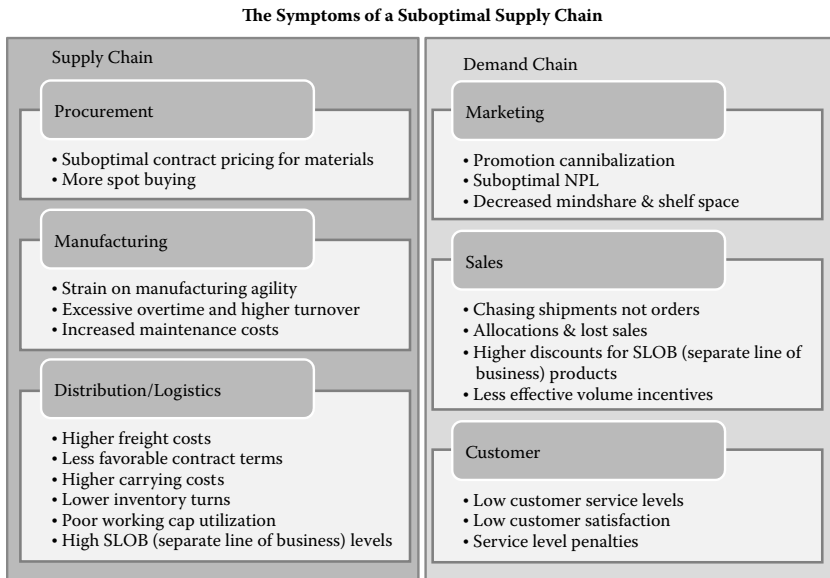 The Symptoms of a Suboptimal Supply Chain
Supply Chain
Procurement
• Suboptimal contract pricing for materials
• More spot buying
Manufacturing
• Strain on manufacturing agility
• Excessive overtime and higher turnover
• Increased maintenance costs
Distribution/Logistics
• Higher freight costs
• Less favorable contract terms
• Higher carrying costs
• Lower inventory turns
• Poor working cap utilization
• High SLOB (separate line of business) levels
Demand Chain
Marketing
• Promotion cannibalization
• Suboptimal NPL
• Decreased mindshare & shelf space
Sales
• Chasing shipments not orders
• Allocations & lost sales
• Higher discounts for SLOB (separate line of
business) products
• Less effective volume incentives
Customer
• Low customer service levels
• Low customer satisfaction
• Service level penalties